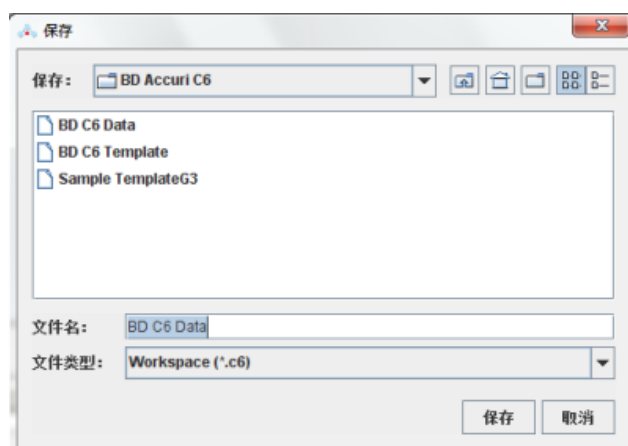 保存
保存： BD Accuri C6
BD C6 Data
BD C6 Template
Sample TemplateG3
文件名： BD C6 Data
文件类型： Workspace (*.c6)
保存 取消